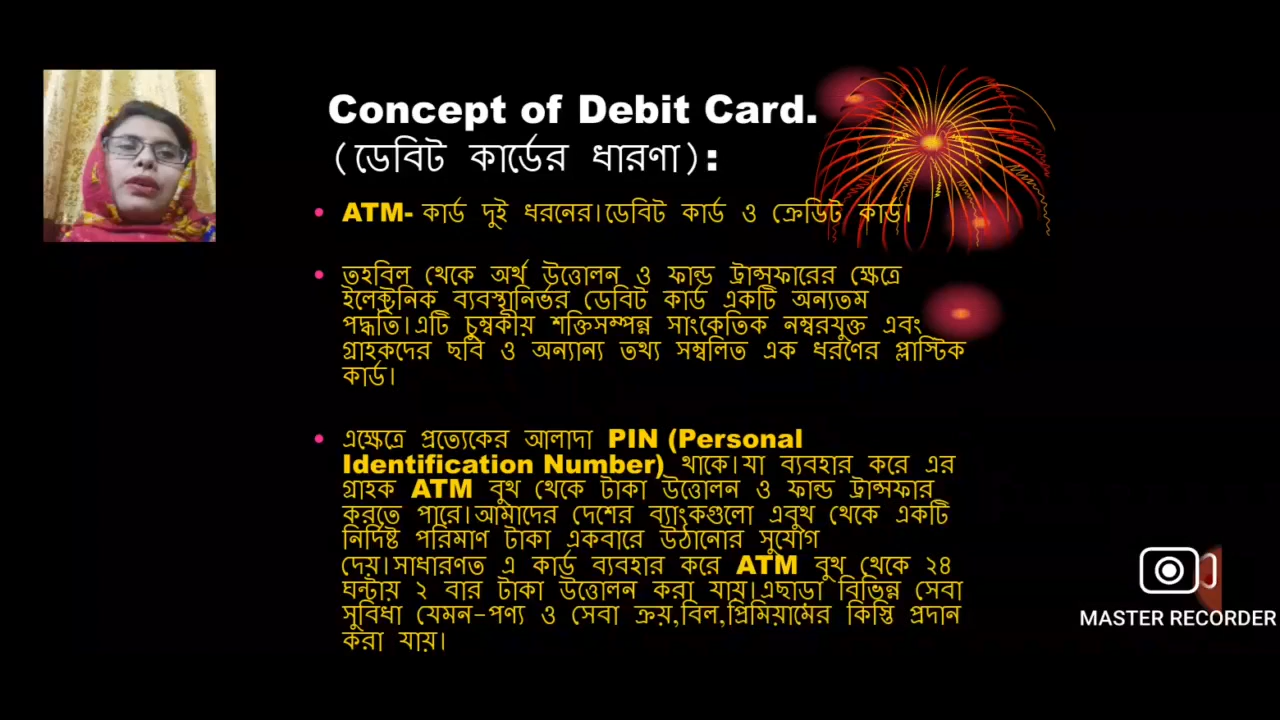 Concept of Debit Card.
(ডেবিট কার্ডের ধারণা):
• ATM- কার্ড দুই ধরনের।ডেবিট কার্ড ও ক্রেডিট কার্ড।
• তহবিল থেকে অর্থ উত্তোলন ও ফান্ড ট্রান্সফারের ক্ষেত্রে
ইলেক্ট্রনিক ব্যবস্থানির্ভর ডেবিট কার্ড একটি অন্যতম
পদ্ধতি।এটি চুম্বকীয় শক্তিসম্পন্ন সাংকেতিক নম্বরযুক্ত এবং
গ্রাহকদের ছবি ও অন্যান্য তথ্য সম্বলিত এক ধরণের প্লাস্টিক
কার্ড।
• এক্ষেত্রে প্রত্যেকের আলাদা PIN (Personal
Identification Number) থাকে।যা ব্যবহার করে এর
গ্রাহক ATM বুথ থেকে টাকা উত্তোলন ও ফান্ড ট্রান্সফার
করতে পারে।আমাদের দেশের ব্যাংকগুলো এবুথ থেকে একটি
নির্দিষ্ট পরিমাণ টাকা একবারে উঠানোর সুযোগ
দেয়।সাধারণত এ কার্ড ব্যবহার করে ATM বুথ থেকে ২৪
ঘন্টায় ২ বার টাকা উত্তোলন করা যায়।এছাড়া বিভিন্ন সেবা
সুবিধা যেমন-পণ্য ও সেবা ক্রয়,বিল,প্রিমিয়ামের কিস্তি প্রদান
করা যায়।
MASTER RECORDER